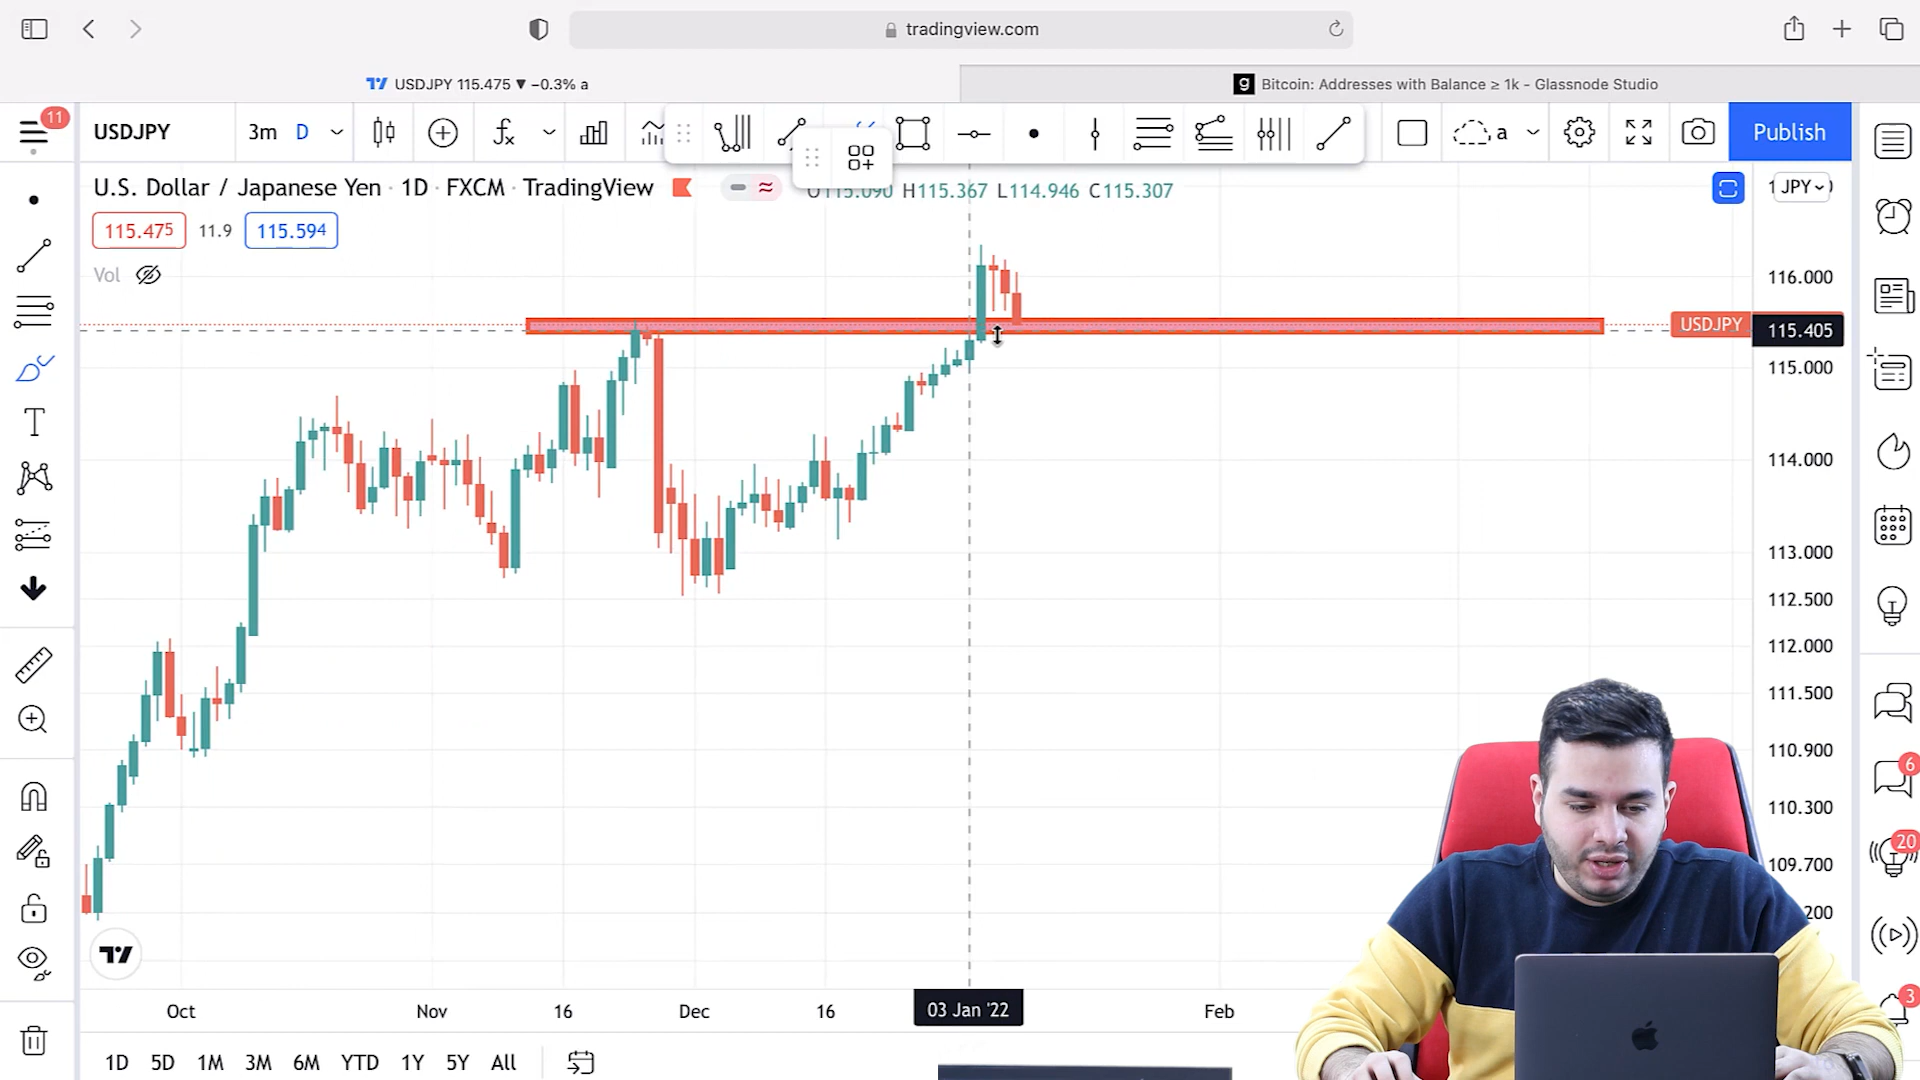 tradingview.com
USDJPY 115.475 ▼ −0.3% a
g Bitcoin: Addresses with Balance ≥ 1k - Glassnode Studio
11
USDJPY 3m D a Publish
U.S. Dollar / Japanese Yen · 1D · FXCM · TradingView
O115.090 H115.367 L114.946 C115.307
JPY
115.475 11.9 115.594
Vol
116.000
USDJPY 115.405
115.000
114.000
113.000
112.500
112.000
111.500
110.900
110.300
109.700
200
6
20
3
Oct Nov 16 Dec 16 03 Jan '22 Feb
1D 5D 1M 3M 6M YTD 1Y 5Y All